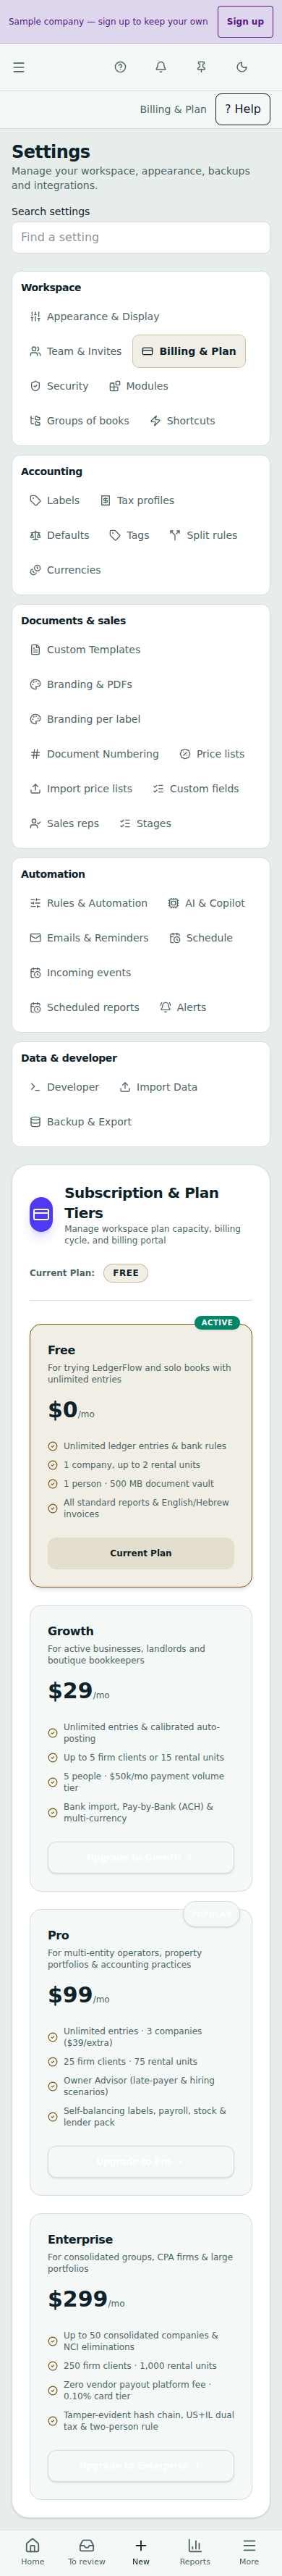 Sample company — sign up to keep your own Sign up
Billing & Plan ? Help
Settings
Manage your workspace, appearance, backups
and integrations.
Search settings
Find a setting
Workspace
Appearance & Display
Team & Invites Billing & Plan
Security Modules
Groups of books Shortcuts
Accounting
Labels Tax profiles
Defaults Tags Split rules
Currencies
Documents & sales
Custom Templates
Branding & PDFs
Branding per label
Document Numbering Price lists
Import price lists Custom fields
Sales reps Stages
Automation
Rules & Automation AI & Copilot
Emails & Reminders Schedule
Incoming events
Scheduled reports Alerts
Data & developer
Developer Import Data
Backup & Export
Subscription & Plan
Tiers
Manage workspace plan capacity, billing
cycle, and billing portal
Current Plan: FREE
ACTIVE
Free
For trying LedgerFlow and solo books with
unlimited entries
$0/mo
Unlimited ledger entries & bank rules
1 company, up to 2 rental units
1 person · 500 MB document vault
All standard reports & English/Hebrew
invoices
Current Plan
Growth
For active businesses, landlords and
boutique bookkeepers
$29/mo
Unlimited entries & calibrated auto-
posting
Up to 5 firm clients or 15 rental units
5 people · $50k/mo payment volume
tier
Bank import, Pay-by-Bank (ACH) &
multi-currency
Upgrade to Growth
Pro
For multi-entity operators, property
portfolios & accounting practices
$99/mo
Unlimited entries · 3 companies
($39/extra)
25 firm clients · 75 rental units
Owner Advisor (late-payer & hiring
scenarios)
Self-balancing labels, payroll, stock &
lender pack
Upgrade to Pro
Enterprise
For consolidated groups, CPA firms & large
portfolios
$299/mo
Up to 50 consolidated companies &
NCI eliminations
250 firm clients · 1,000 rental units
Zero vendor payout platform fee ·
0.10% card tier
Tamper-evident hash chain, US+IL dual
tax & two-person rule
Upgrade to Enterprise
Home To review New Reports More